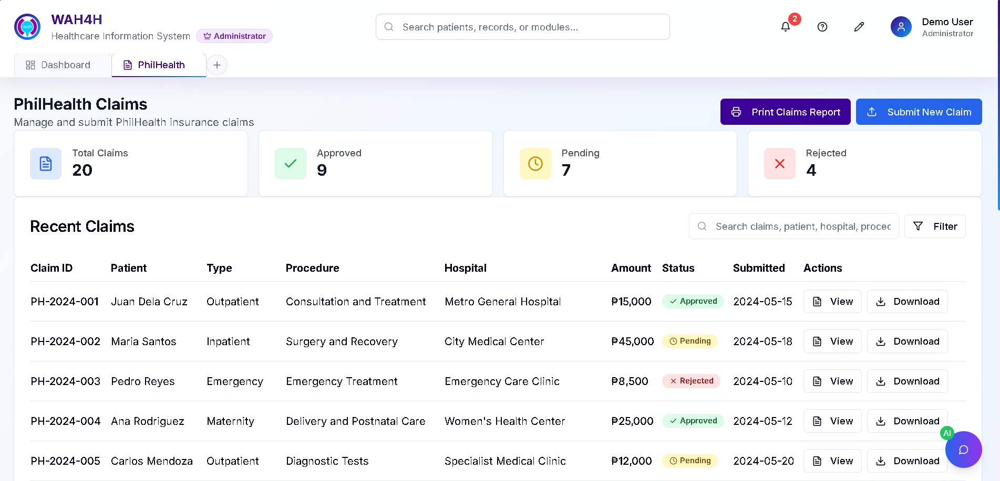 WAH4H
wah
Healthcare Information System
Administrator
Search patients, records, or modules...
2
Demo User
Administrator
Dashboard
PhilHealth
PhilHealth Claims
Manage and submit PhilHealth insurance claims
Print Claims Report
Submit New Claim
Total Claims
20
Approved
9
Pending
7
Rejected
4
Recent Claims
Search claims, patient, hospital, proced
Filter
Claim ID Patient Type Procedure Hospital Amount Status Submitted Actions
PH-2024-001 Juan Dela Cruz Outpatient Consultation and Treatment Metro General Hospital ₱15,000 Approved 2024-05-15 View Download
PH-2024-002 Maria Santos Inpatient Surgery and Recovery City Medical Center ₱45,000 Pending 2024-05-18 View Download
PH-2024-003 Pedro Reyes Emergency Emergency Treatment Emergency Care Clinic ₱8,500 Rejected 2024-05-10 View Download
PH-2024-004 Ana Rodriguez Maternity Delivery and Postnatal Care Women's Health Center ₱25,000 Approved 2024-05-12 View Download
AI
PH-2024-005 Carlos Mendoza Outpatient Diagnostic Tests Specialist Medical Clinic ₱12,000 Pending 2024-05-20 View Download